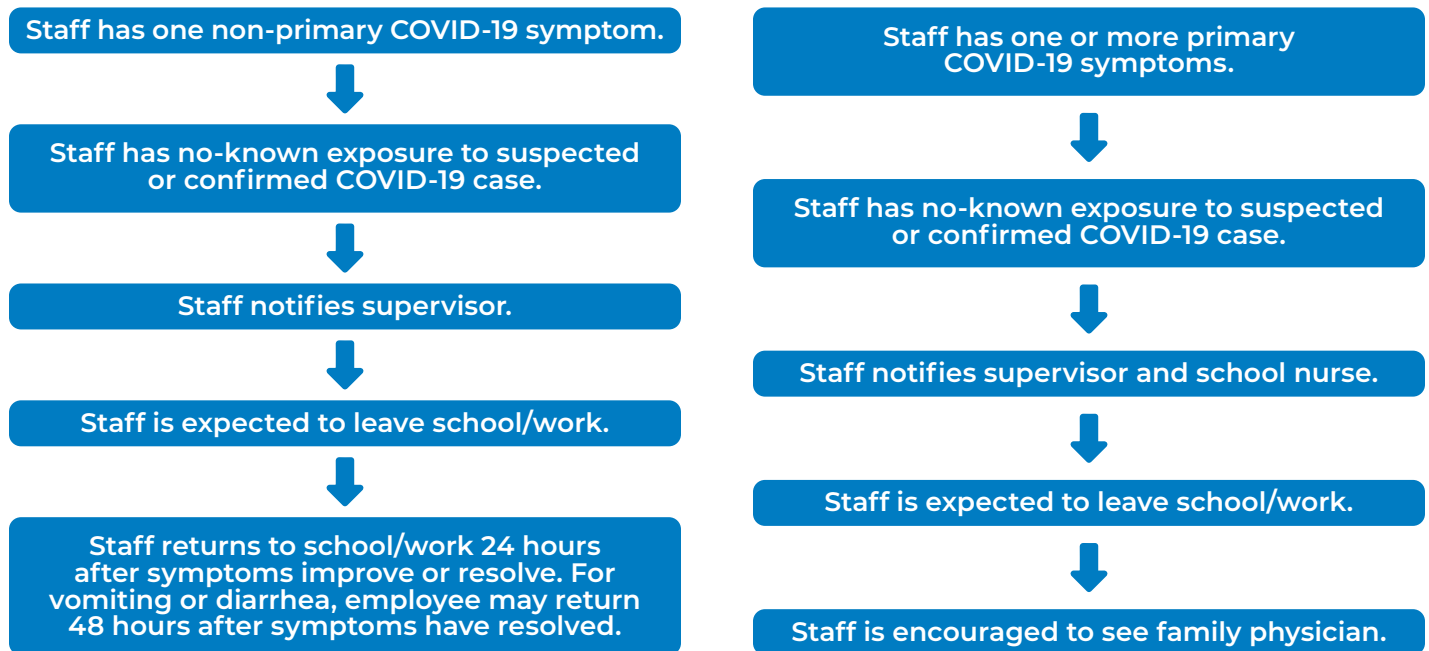 Staff has one non-primary COVID-19 symptom.
Staff has no-known exposure to suspected
or confirmed COVID-19 case.
Staff notifies supervisor.
Staff is expected to leave school/work.
Staff returns to school/work 24 hours
after symptoms improve or resolve. For
vomiting or diarrhea, employee may return
48 hours after symptoms have resolved.
Staff has one or more primary
COVID-19 symptoms.
Staff has no-known exposure to suspected
or confirmed COVID-19 case.
Staff notifies supervisor and school nurse.
Staff is expected to leave school/work.
Staff is encouraged to see family physician.